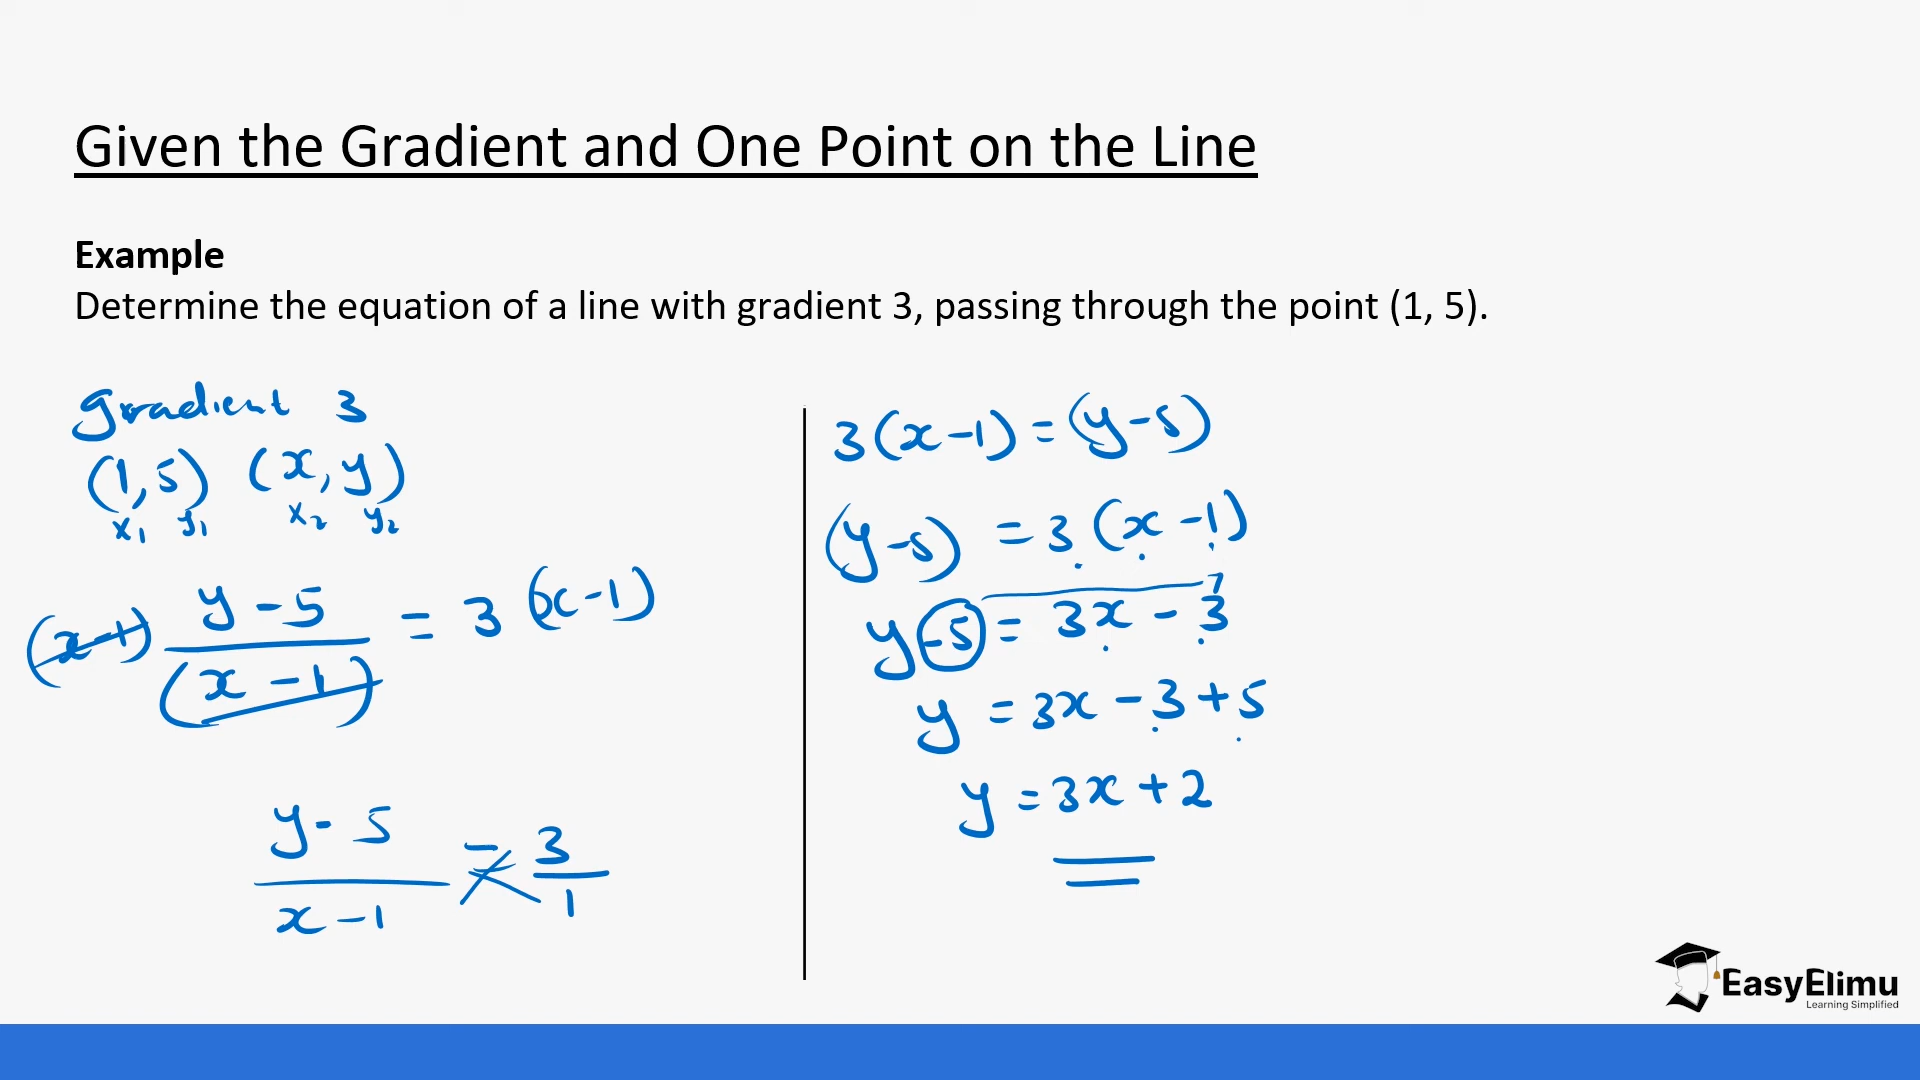 Given the Gradient and One Point on the Line
Example
Determine the equation of a line with gradient 3, passing through the point (1, 5).
gradient 3
(1,5) (x,y)
x₁ y₁ x₂ y₂
(x-1) y-5 = 3 (x-1)
(x-1)
y-5 = 3
x-1 1
3(x-1)=(y-5)
(y-5) = 3(x-1)
y-5 = 3x-3
y = 3x-3+5
y = 3x+2
EasyElimu
Learning Simplified